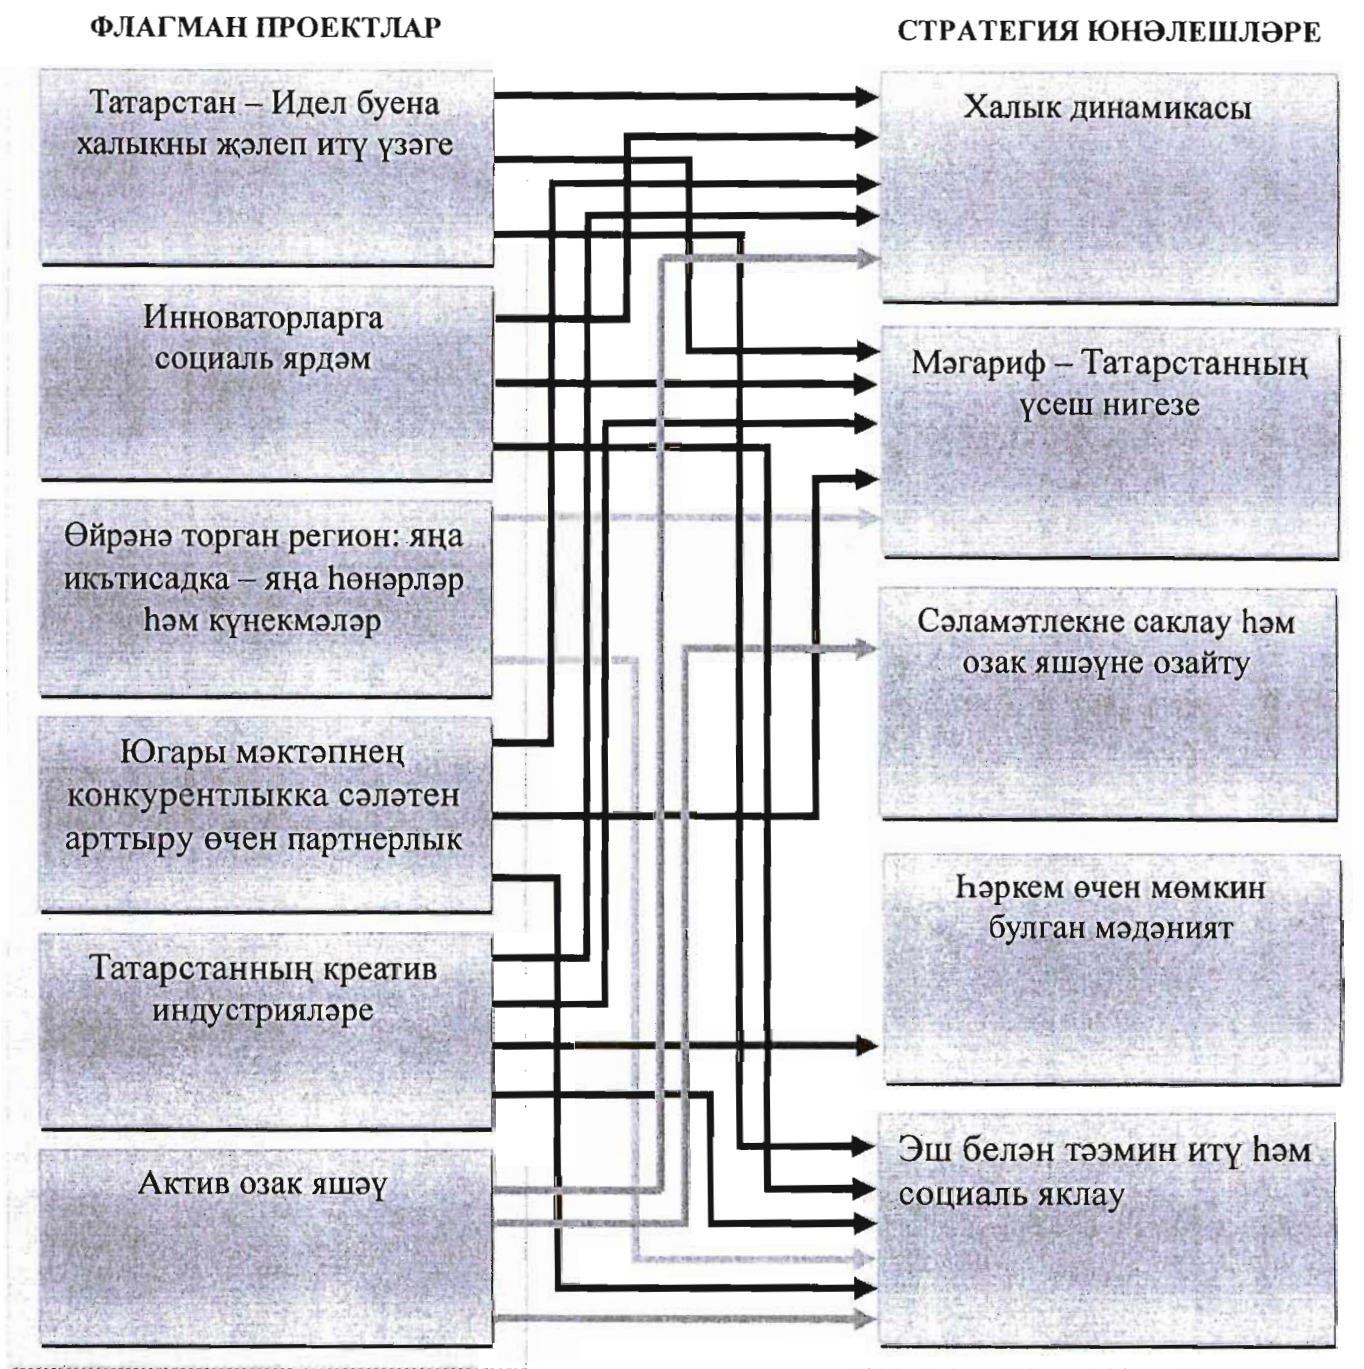 ФЛАГМАН ПРОЕКТЛАР
СТРАТЕГИЯ ЮНӘЛЕШЛӘРЕ
Татарстан – Идел буена
халыкны җәлеп итү үзәге
Инноваторларга
социаль ярдәм
Өйрәнә торган регион: яңа
икътисадка – яңа һөнәрләр
һәм күнекмәләр
Югары мәктәпнең
конкурентлыкка сәләтен
арттыру өчен партнерлык
Татарстанның креатив
индустрияләре
Актив озак яшәү
Халык динамикасы
Мәгариф – Татарстанның
үсеш нигезе
Сәламәтлекне саклау һәм
озак яшәүне озайту
Һәркем өчен мөмкин
булган мәдәният
Эш белән тәэмин итү һәм
социаль яклау